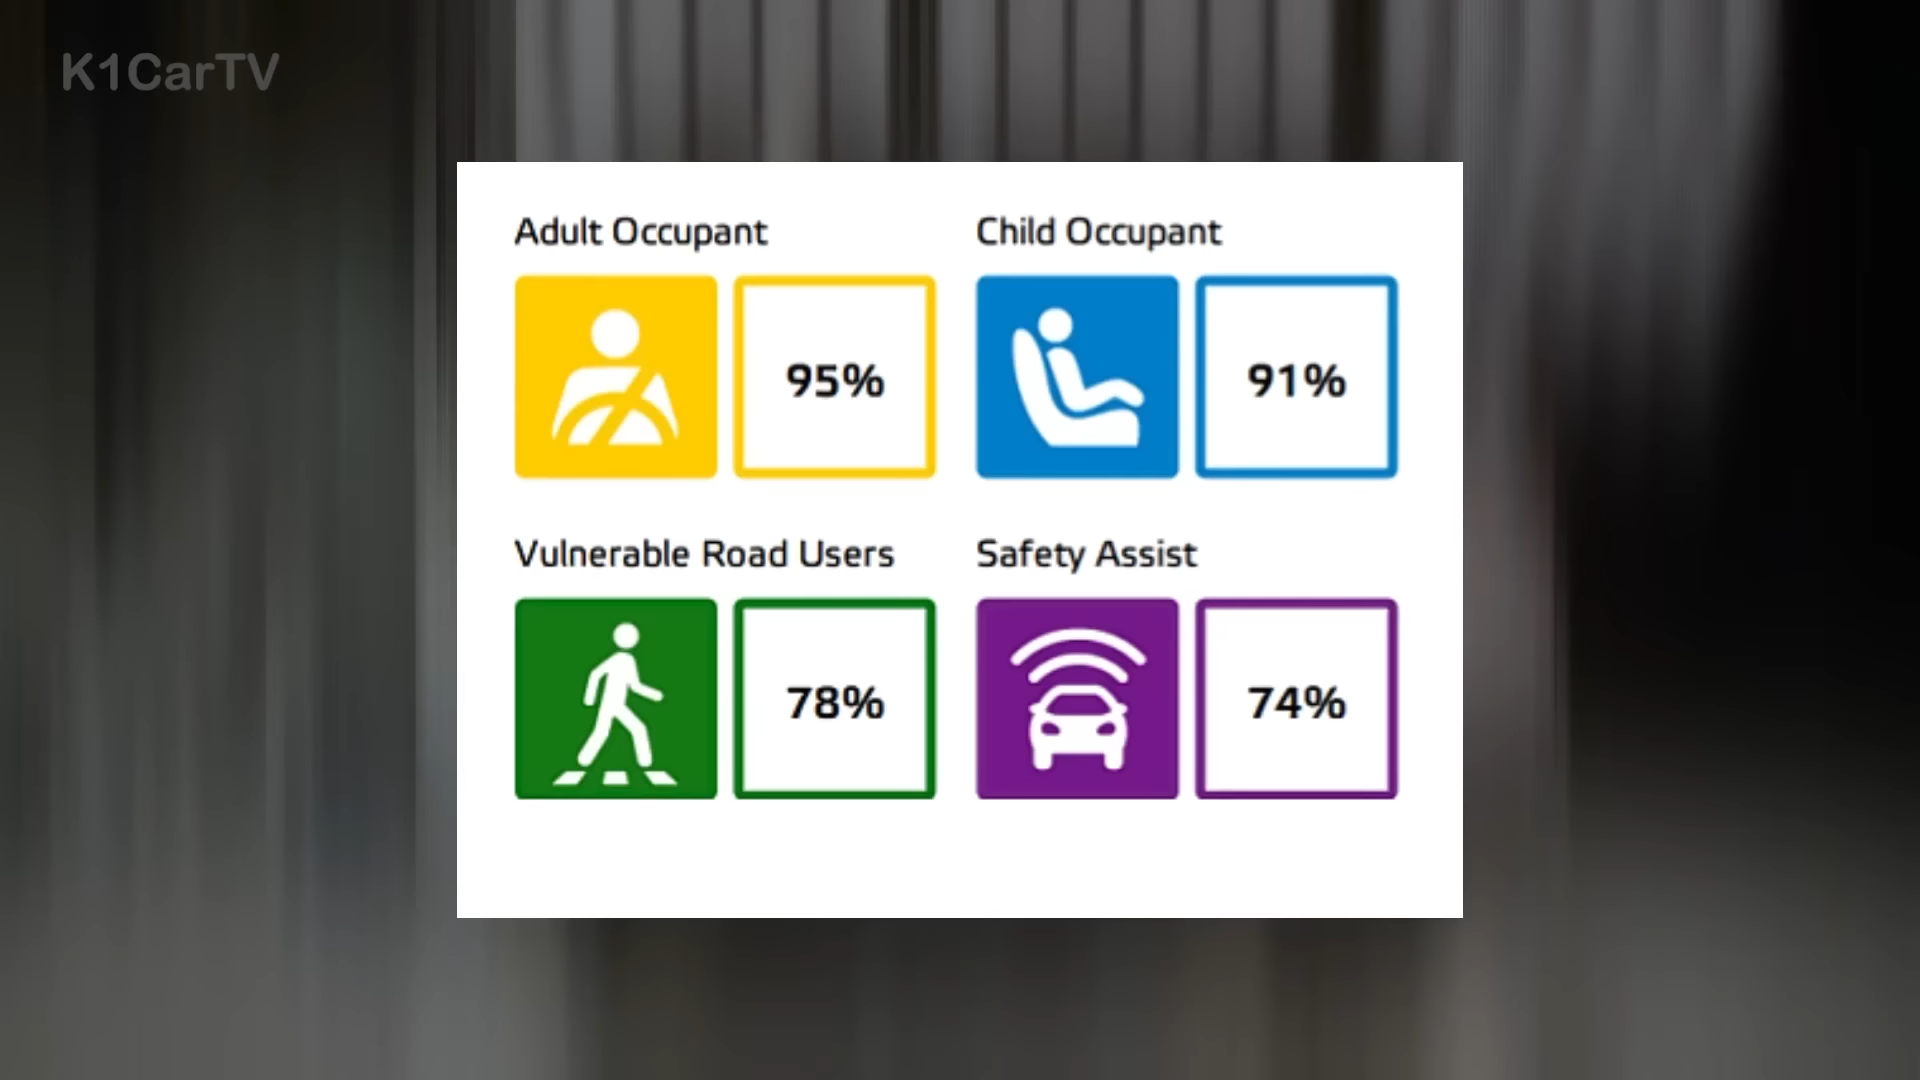 K1CarTV
Adult Occupant
95%
Child Occupant
91%
Vulnerable Road Users
78%
Safety Assist
74%